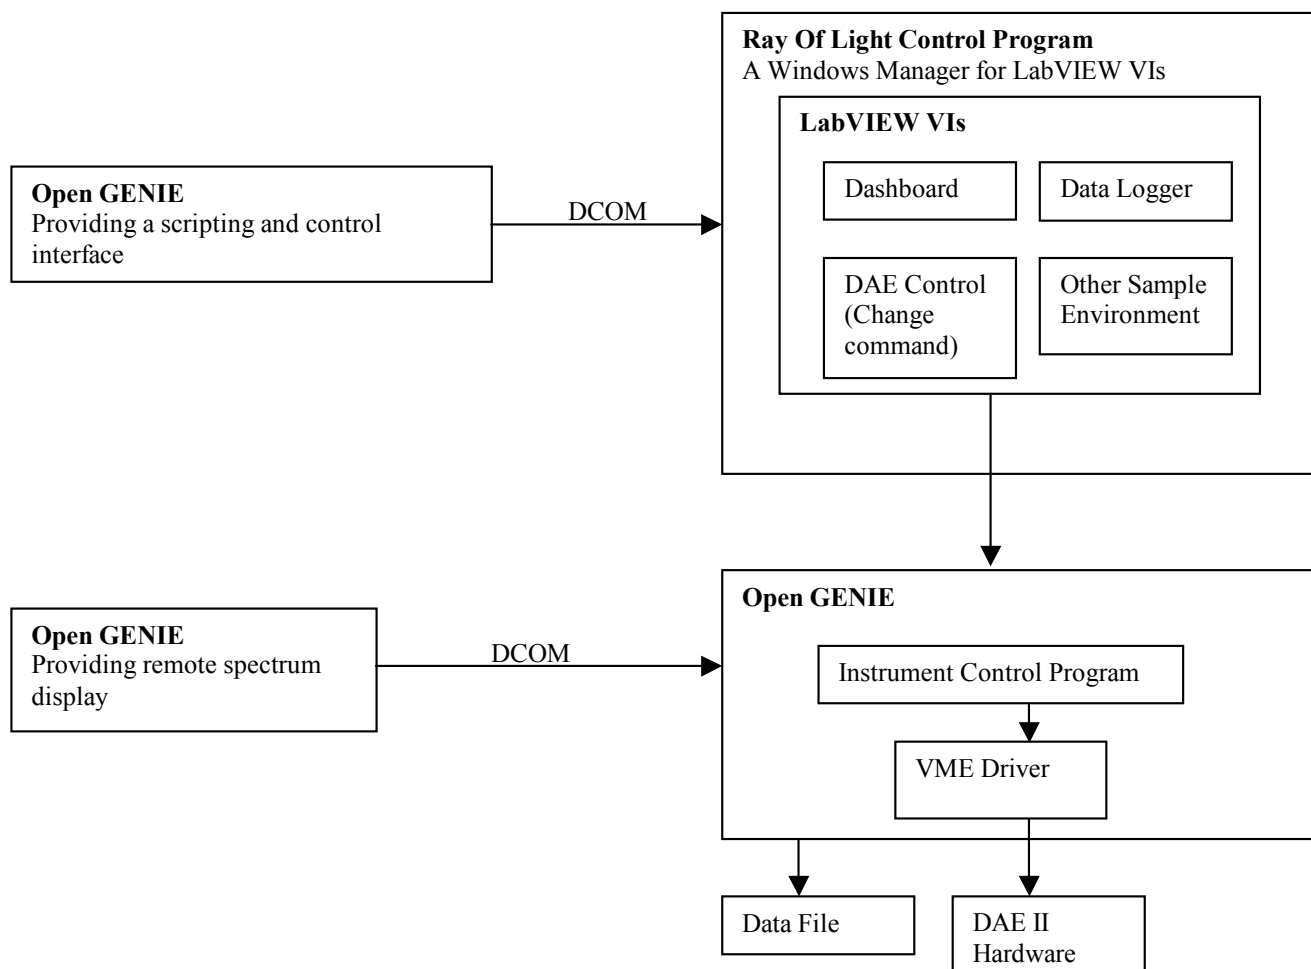 Ray Of Light Control Program
A Windows Manager for LabVIEW VIs
LabVIEW VIs
Dashboard
Data Logger
DAE Control
(Change
command)
Other Sample
Environment
Open GENIE
Providing a scripting and control
interface
DCOM
Open GENIE
Providing remote spectrum
display
DCOM
Open GENIE
Instrument Control Program
VME Driver
Data File
DAE II
Hardware